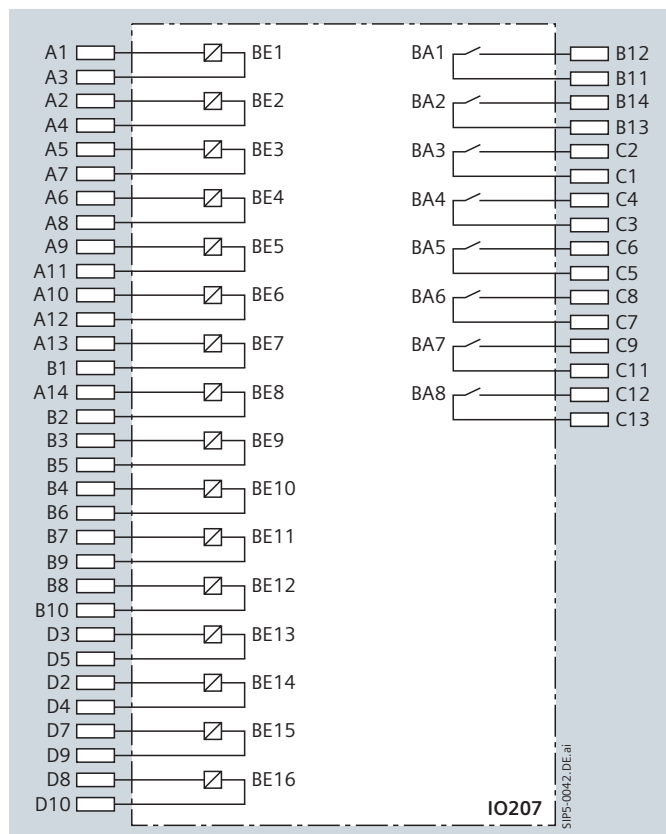 A1
BE1
A3
A2
BE2
A4
A5
BE3
A7
A6
BE4
A8
A9
BE5
A11
A10
BE6
A12
A13
BE7
B1
A14
BE8
B2
B3
BE9
B5
B4
BE10
B6
B7
BE11
B9
B8
BE12
B10
D3
BE13
D5
D2
BE14
D4
D7
BE15
D9
D8
BE16
D10
BA1
B12
B11
BA2
B14
B13
BA3
C2
C1
BA4
C4
C3
BA5
C6
C5
BA6
C8
C7
BA7
C9
C11
BA8
C12
C13
IO207
SIP5-0042.DE.ai